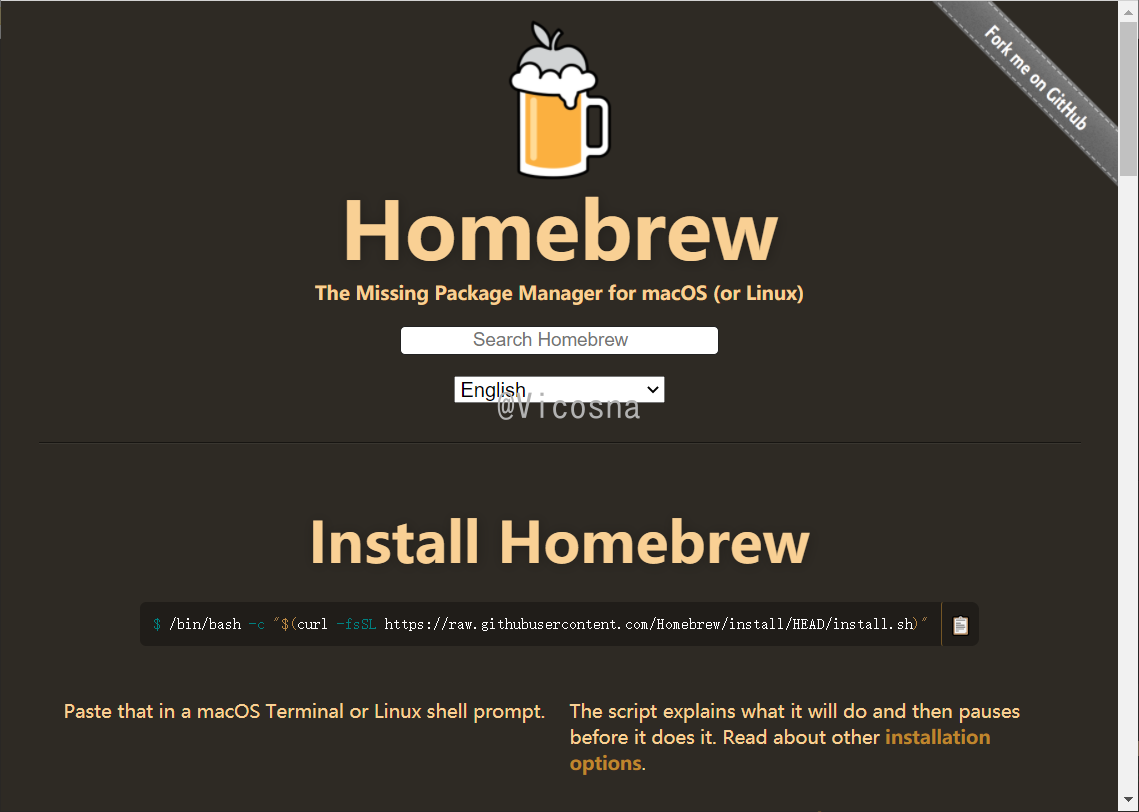 Fork me on GitHub
Homebrew
The Missing Package Manager for macOS (or Linux)
Search Homebrew
English
@Vicosna
Install Homebrew
$ /bin/bash -c "$(curl -fsSL https://raw.githubusercontent.com/Homebrew/install/HEAD/install.sh)"
Paste that in a macOS Terminal or Linux shell prompt.
The script explains what it will do and then pauses
before it does it. Read about other installation
options.